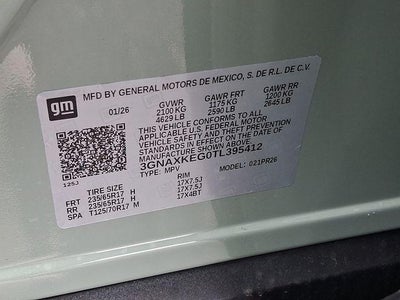 gm
MFD BY GENERAL MOTORS DE MEXICO, S. DE R.L. DE C.V.
01/26 GVWR GAWR FRT GAWR RR
2100 KG 1175 KG 1200 KG
4629 LB 2590 LB 2645 LB
THIS VEHICLE CONFORMS TO ALL
APPLICABLE U.S. FEDERAL MOTOR
VEHICLE SAFETY AND THEFT PREVENTION
STANDARDS IN EFFECT ON THE DATE OF
MANUFACTURE SHOWN ABOVE.
3GNAXKEG0TL395412
TYPE: MPV MODEL: 021PR26
125J
TIRE SIZE RIM
FRT 235/65R17 H 17X7.5J
RR 235/65R17 H 17X7.5J
SPA T125/70R17 M 17X4BT